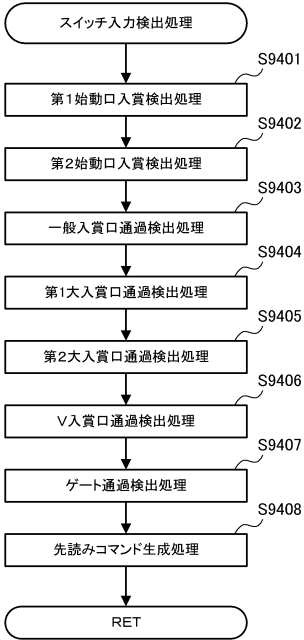 スイッチ入力検出処理
S9401
第1始動口入賞検出処理
S9402
第2始動口入賞検出処理
S9403
一般入賞口通過検出処理
S9404
第1大入賞口通過検出処理
S9405
第2大入賞口通過検出処理
S9406
V入賞口通過検出処理
S9407
ゲート通過検出処理
S9408
先読みコマンド生成処理
RET